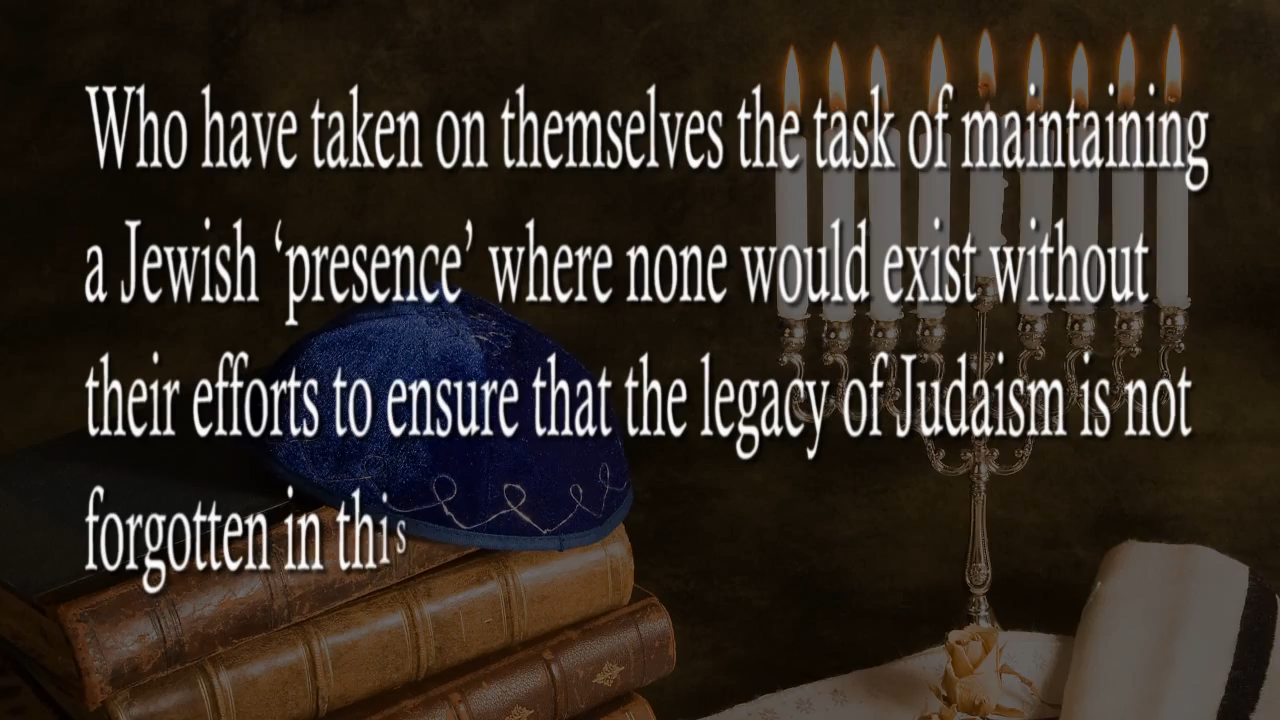 Who have taken on themselves the task of maintaining
a Jewish ‘presence’ where none would exist without
their efforts to ensure that the legacy of Judaism is not
forgotten in this